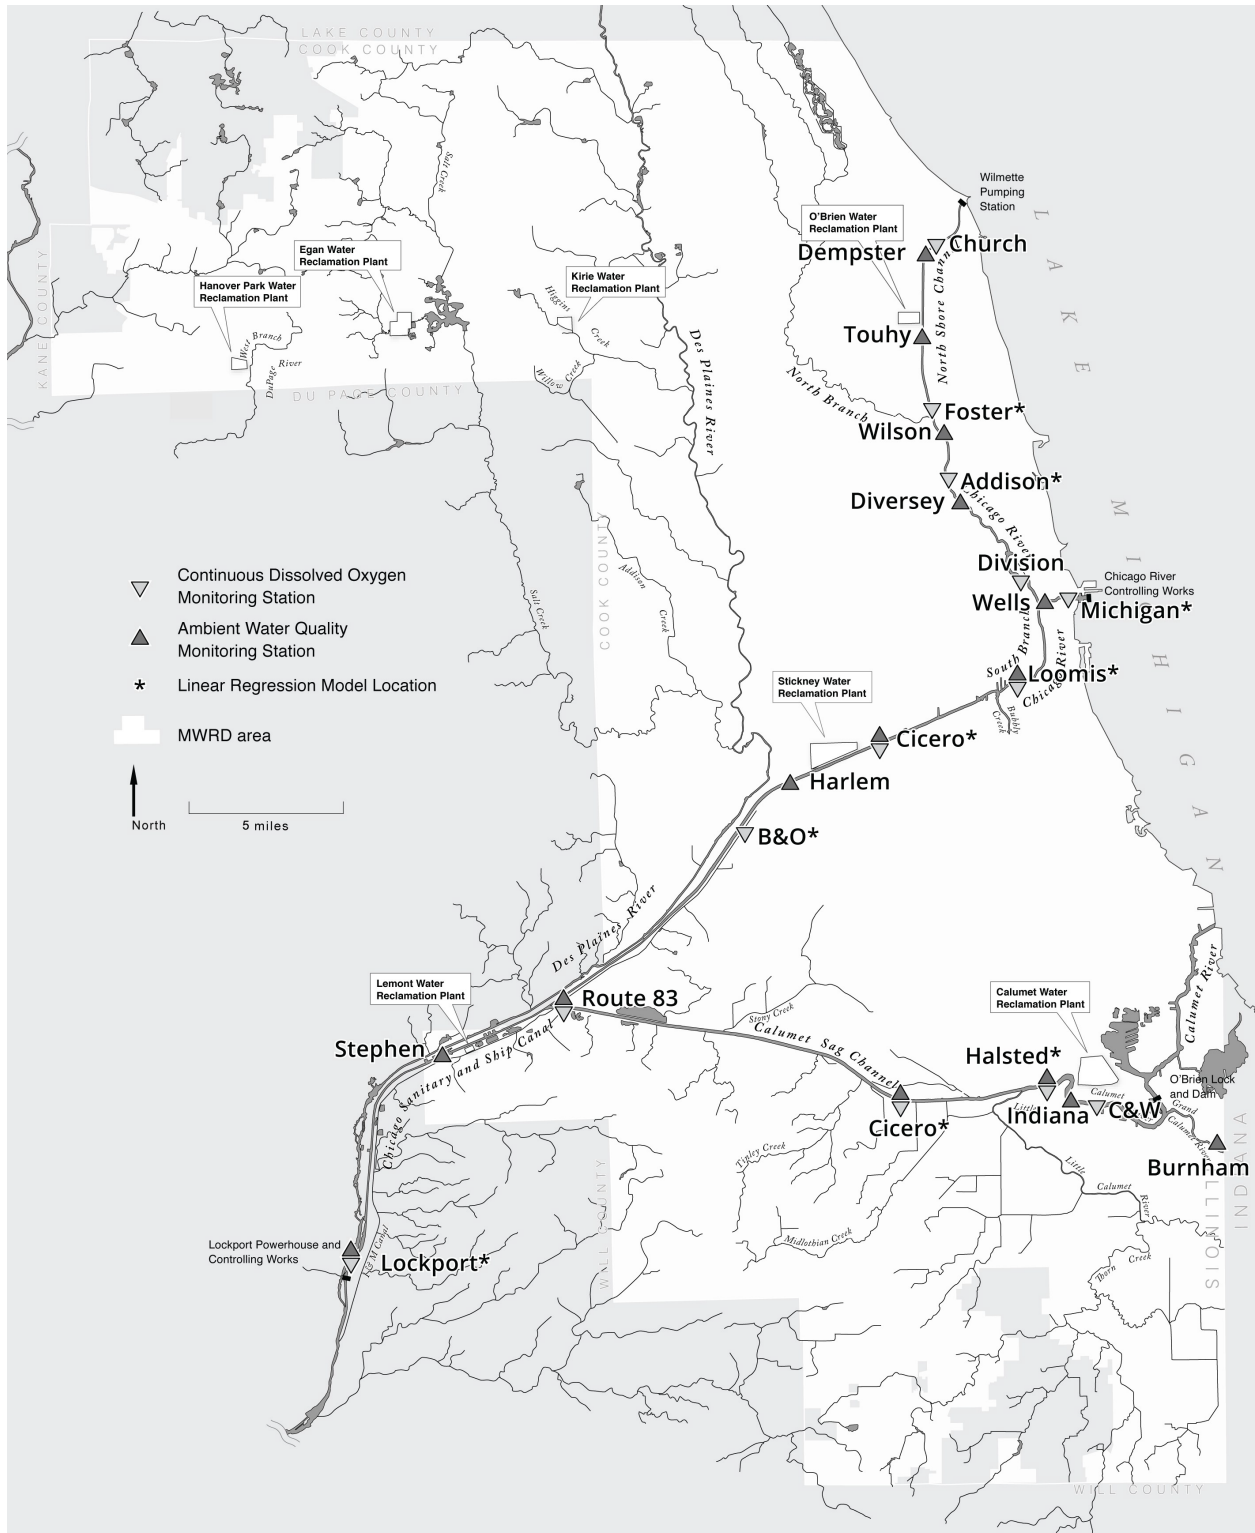 LAKE COUNTY
COOK COUNTY
Salt Creek
Wilmette
Pumping
Station
LAKE MICHIGAN
O'Brien Water
Reclamation Plant
Church
Dempster
North Shore Chann
Egan Water
Reclamation Plant
Kirie Water
Reclamation Plant
Hanover Park Water
Reclamation Plant
KANE COUNTY
Higgins
Creek
West Branch
DuPage
River
Willow Creek
Touhy
Des Plaines River
North Branch
DU PAGE COUNTY
Foster*
Wilson
Addison*
Diversey
Chicago River
COOK COUNTY
Division
Addison
Creek
Salt Creek
Continuous Dissolved Oxygen
Monitoring Station
Ambient Water Quality
Monitoring Station
* Linear Regression Model Location
MWRD area
North
5 miles
Chicago River
Controlling Works
Wells
Michigan*
South Branch
Chicago River
Loomis*
Bubbly
Creek
Stickney Water
Reclamation Plant
Cicero*
Harlem
B&O*
Des Plaines River
Lemont Water
Reclamation Plant
Route 83
Stephen
Chicago Sanitary and Ship Canal
Stony Creek
Calumet Sag Channel
Calumet Water
Reclamation Plant
Calumet River
Halsted*
O'Brien Lock
and Dam
Little
Calumet
Indiana
C&W
Grand
Calumet River
Cicero*
Burnham
Tinley Creek
Little
Calumet
River
Midlothian Creek
Thorn Creek
WILL COUNTY
ILLINOIS
INDIANA
Lockport Powerhouse and
Controlling Works
Lockport*
I & M Canal
WILL COUNTY